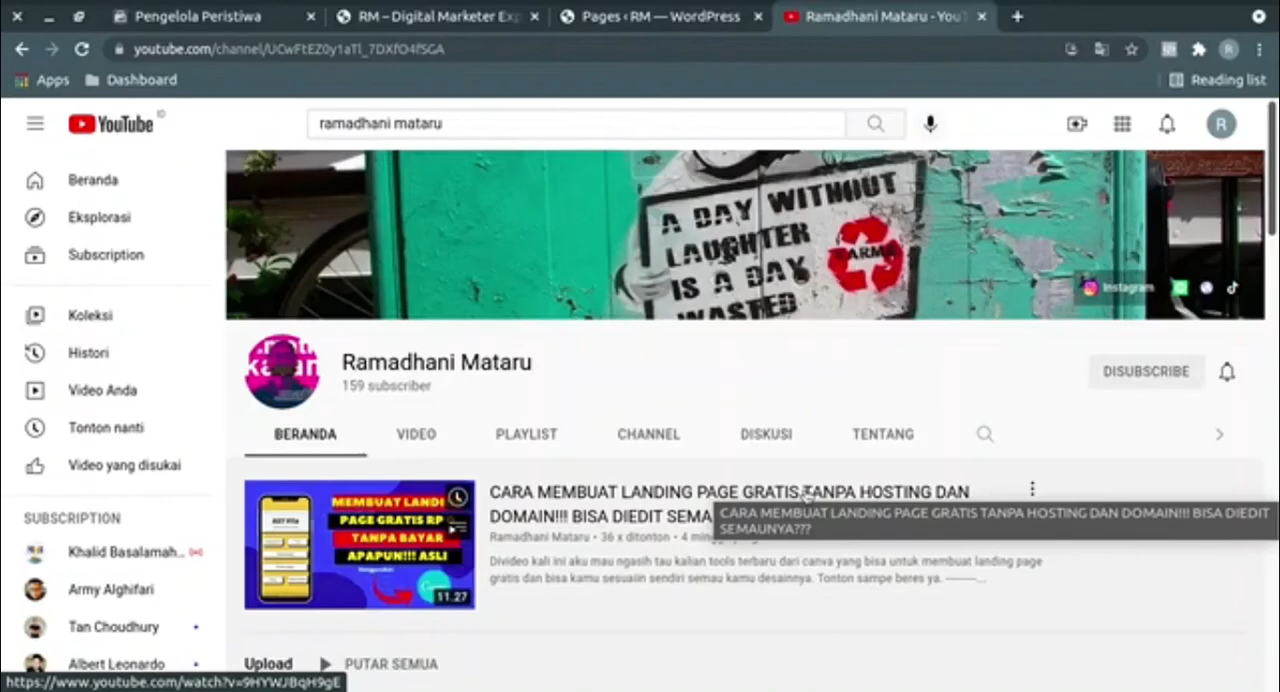 Pengelola Peristiwa
RM – Digital Marketer Exp
Pages ‹ RM — WordPress
Ramadhani Mataru - YouT
youtube.com/channel/UCwFtEZ0y1aTl_7DXfO4fSGA
Apps
Dashboard
Reading list
YouTube ID
ramadhani mataru
R
Beranda
Eksplorasi
Subscription
Koleksi
Histori
Video Anda
Tonton nanti
Video yang disukai
SUBSCRIPTION
Khalid Basalamah...
Army Alghifari
Tan Choudhury
Albert Leonardo
A DAY WITHOUT
LAUGHTER
IS A DAY
WASTED
KARMA
Instagram
Ramadhani Mataru
159 subscriber
DISUBSCRIBE
BERANDA
VIDEO
PLAYLIST
CHANNEL
DISKUSI
TENTANG
MEMBUAT LANDI
PAGE GRATIS RP
TANPA BAYAR
APAPUN!!! ASLI
11.27
CARA MEMBUAT LANDING PAGE GRATIS TANPA HOSTING DAN
DOMAIN!!! BISA DIEDIT SEMA
CARA MEMBUAT LANDING PAGE GRATIS TANPA HOSTING DAN DOMAIN!!! BISA DIEDIT
SEMAUNYA???
Ramadhani Mataru • 36 x ditonton • 4 minggu
Divideo kali ini aku mau ngasih tau kalian tools terbaru dari canva yang bisa untuk membuat landing page
gratis dan bisa kamu sesuaiin sendiri semau kamu desainnya. Tonton sampe beres ya. ———...
Upload
PUTAR SEMUA
https://www.youtube.com/watch?v=9HYWJBqH9gE